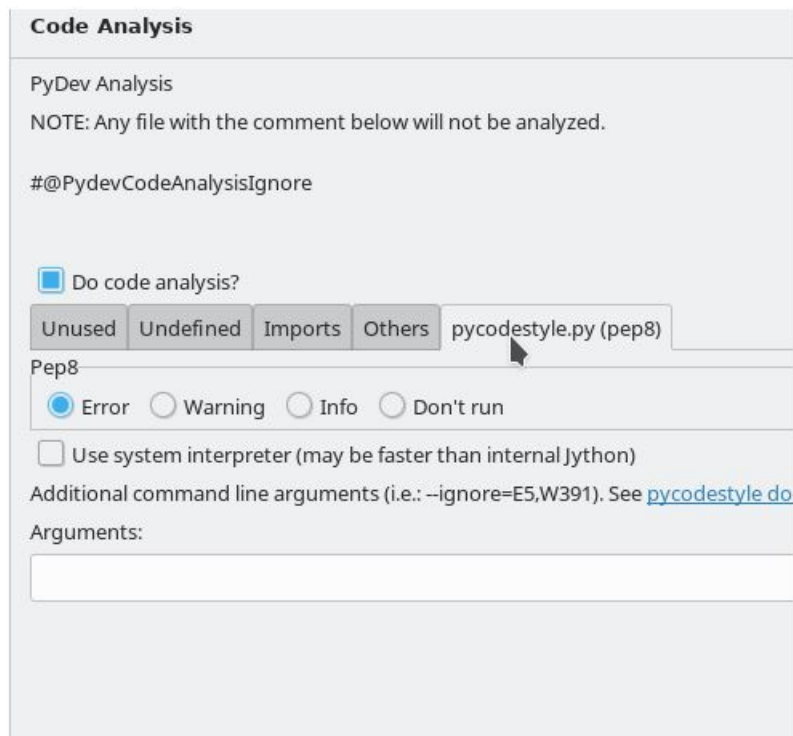 Code Analysis
PyDev Analysis
NOTE: Any file with the comment below will not be analyzed.
#@PydevCodeAnalysisIgnore
Do code analysis?
Unused Undefined Imports Others pycodestyle.py (pep8)
Pep8
Error Warning Info Don't run
Use system interpreter (may be faster than internal Jython)
Additional command line arguments (i.e.: --ignore=E5,W391). See pycodestyle do
Arguments: